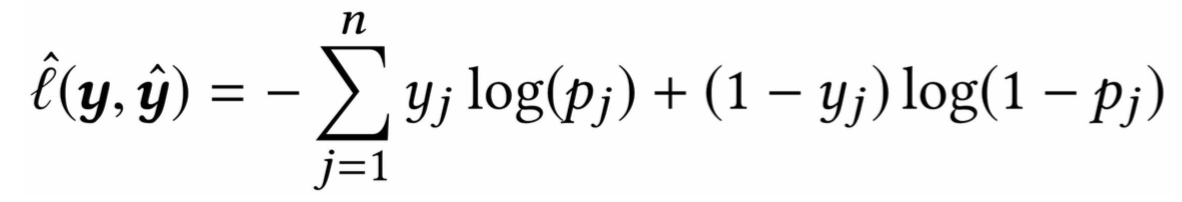 ℓ̂(𝒚, 𝒚̂) = − ∑_{j=1}^{n} y_j log(p_j) + (1 − y_j) log(1 − p_j)